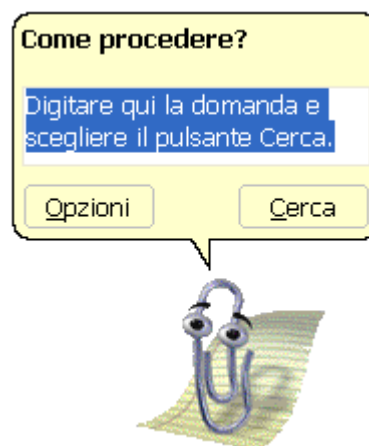 Come procedere?
Digitare qui la domanda e
scegliere il pulsante Cerca.
Opzioni
Cerca